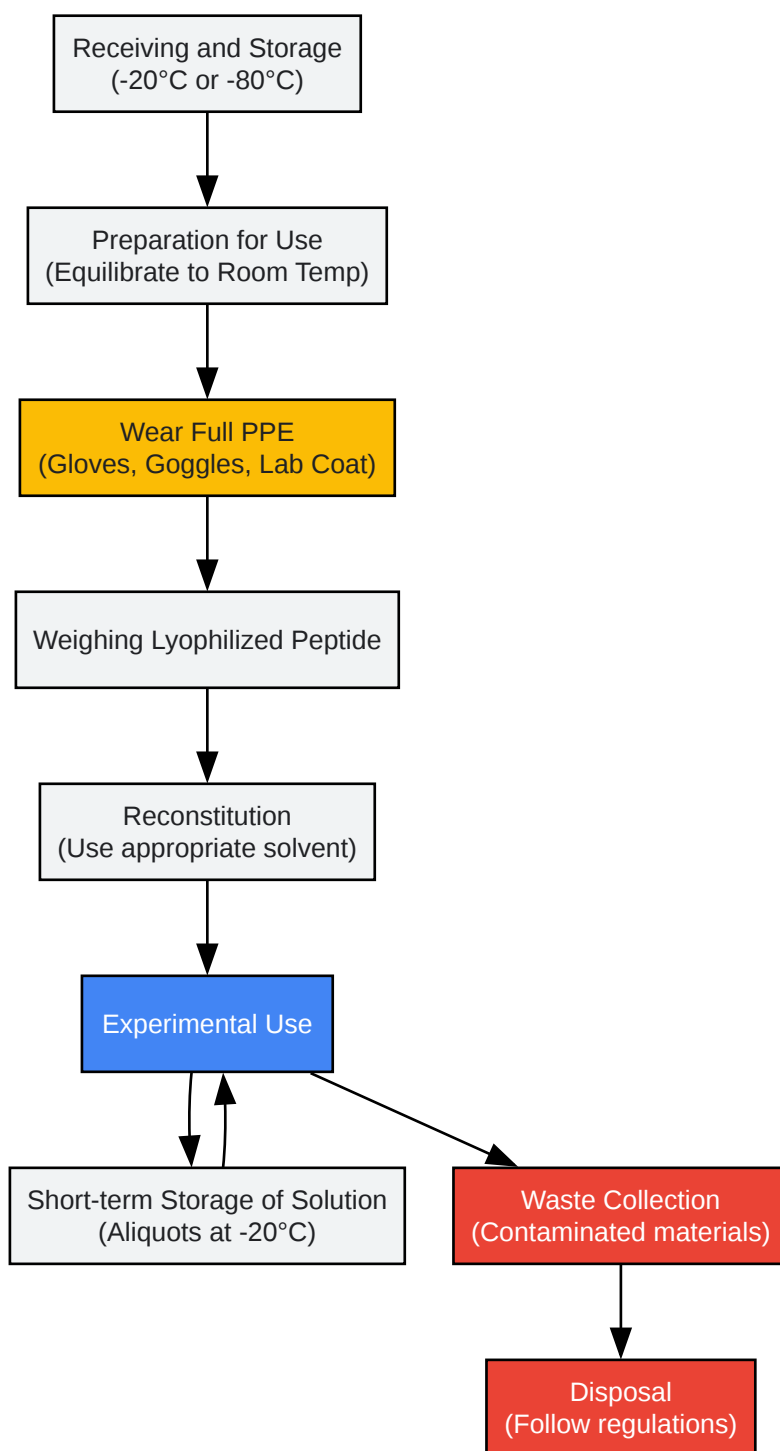 Receiving and Storage
(-20°C or -80°C)
Preparation for Use
(Equilibrate to Room Temp)
Wear Full PPE
(Gloves, Goggles, Lab Coat)
Weighing Lyophilized Peptide
Reconstitution
(Use appropriate solvent)
Experimental Use
Short-term Storage of Solution
(Aliquots at -20°C)
Waste Collection
(Contaminated materials)
Disposal
(Follow regulations)